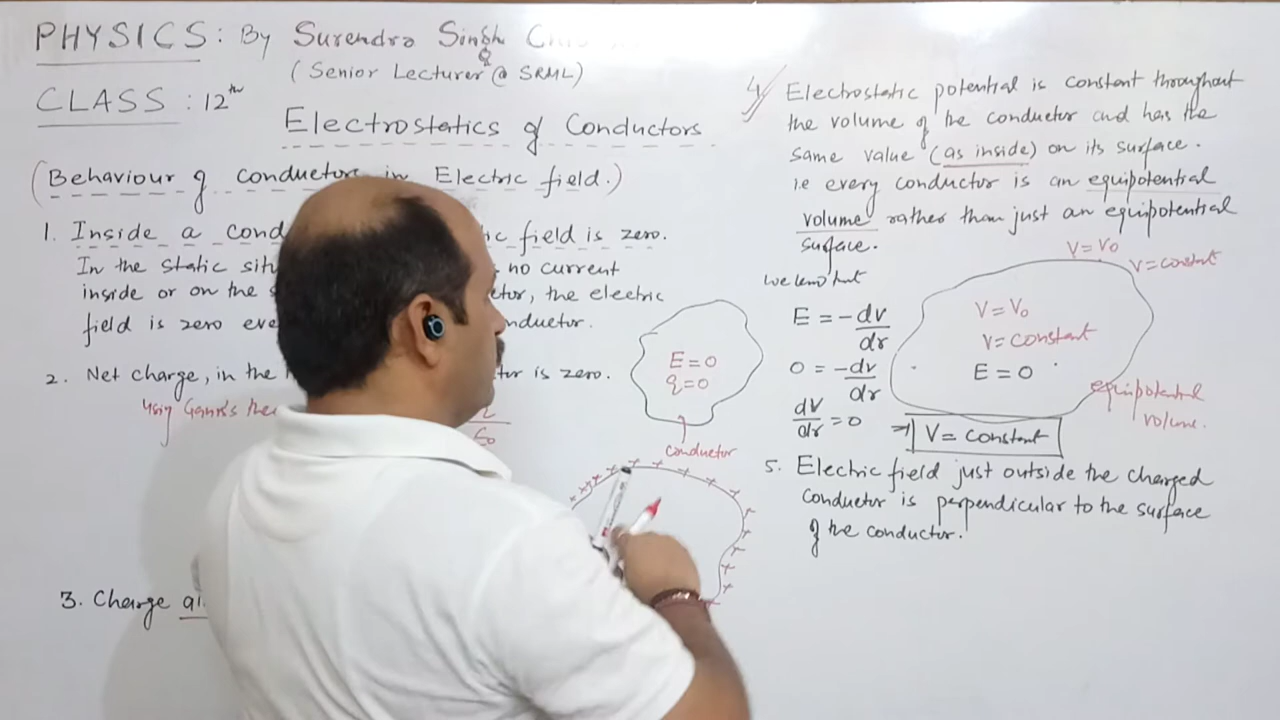 PHYSICS: By Surendra Singh
(Senior Lecturer @ SRML)
CLASS : 12th
Electrostatics of Conductors
(Behaviour of conductors in Electric field.)
1. Inside a cond ic field is zero.
In the static no current
inside or on the ctor, the electric
field is zero nductor.
2. Net charge, in the tor is zero.
Using Gauss's
ε0
E = 0
q = 0
conductor
3. Charge
4. Electrostatic potential is constant throughout
the volume of the conductor and has the
same value (as inside) on its surface.
i.e every conductor is an equipotential
volume rather than just an equipotential
surface.
we know that
E = -dv/dr
0 = -dv/dr
dV/dr = 0
⇒ V = constant
V = V0
V = constant
V = V0
V = constant
E = 0
equipotential
volume.
5. Electric field just outside the charged
conductor is perpendicular to the surface
of the conductor.